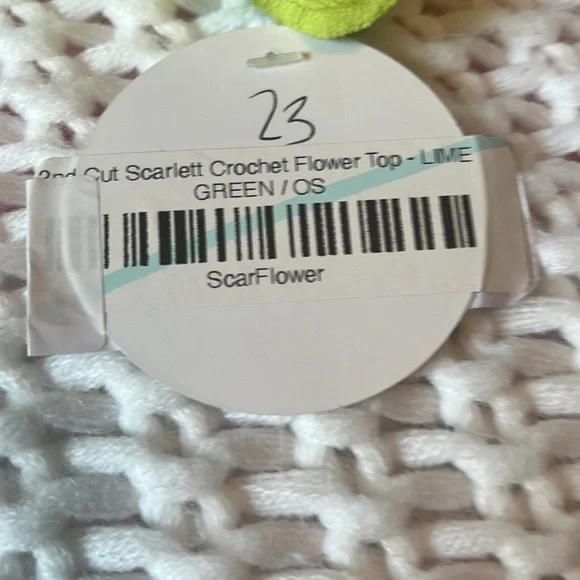 23
2nd Cut Scarlett Crochet Flower Top - LIME
GREEN / OS
ScarFlower